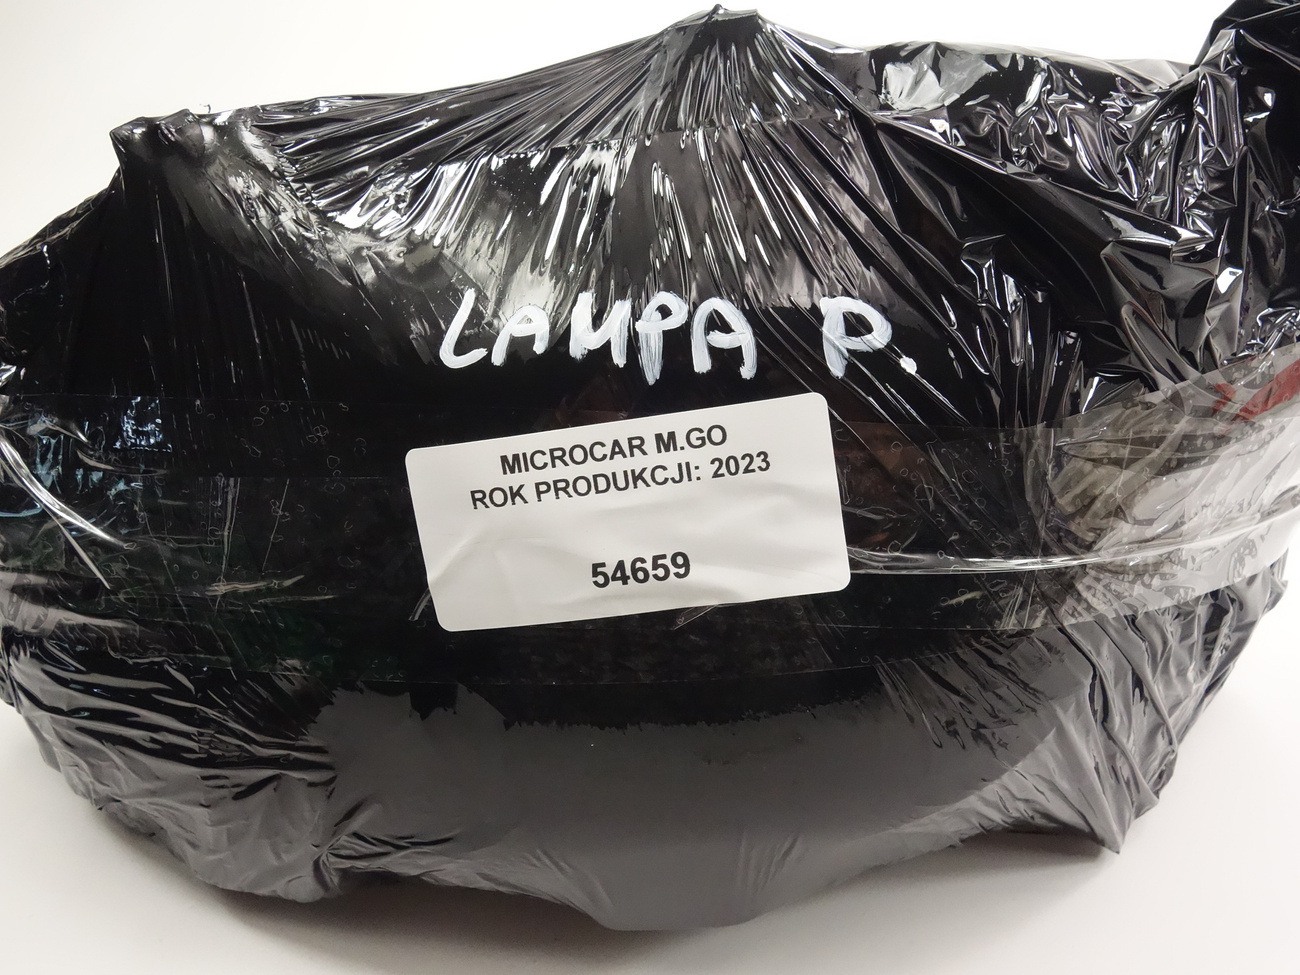 LAMPA P.
MICROCAR M.GO
ROK PRODUKCJI: 2023
54659